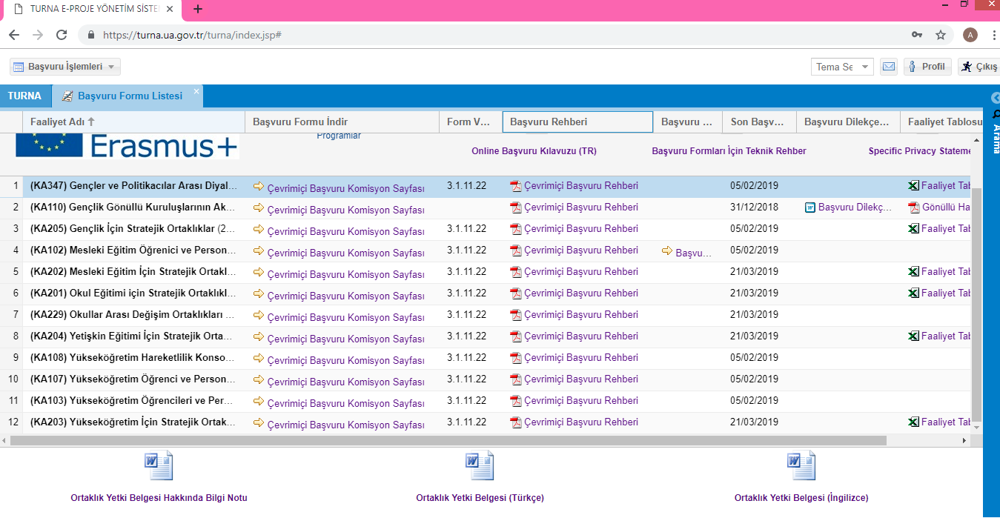 TURNA E-PROJE YÖNETİM SİSTE
https://turna.ua.gov.tr/turna/index.jsp#
A
Başvuru İşlemleri
Tema Se
Profil
Çıkış
TURNA
Başvuru Formu Listesi
Arama
Faaliyet Adı Başvuru Formu İndir Form V... Başvuru Rehberi Başvuru ... Son Başv... Başvuru Dilekçe... Faaliyet Tablosu
Erasmus+
Programlar
Online Başvuru Kılavuzu (TR) Başvuru Formları İçin Teknik Rehber Specific Privacy Stateme
1 (KA347) Gençler ve Politikacılar Arası Diyal... Çevrimiçi Başvuru Komisyon Sayfası 3.1.11.22 Çevrimiçi Başvuru Rehberi 05/02/2019 Faaliyet Tab
2 (KA110) Gençlik Gönüllü Kuruluşlarının Ak... Çevrimiçi Başvuru Komisyon Sayfası Çevrimiçi Başvuru Rehberi 31/12/2018 Başvuru Dilekç... Gönüllü Ha
3 (KA205) Gençlik İçin Stratejik Ortaklıklar (2... Çevrimiçi Başvuru Komisyon Sayfası 3.1.11.22 Çevrimiçi Başvuru Rehberi 05/02/2019 Faaliyet Tab
4 (KA102) Mesleki Eğitim Öğrenici ve Person... Çevrimiçi Başvuru Komisyon Sayfası 3.1.11.22 Çevrimiçi Başvuru Rehberi Başvu... 05/02/2019
5 (KA202) Mesleki Eğitim İçin Stratejik Ortakl... Çevrimiçi Başvuru Komisyon Sayfası 3.1.11.22 Çevrimiçi Başvuru Rehberi 21/03/2019 Faaliyet Tab
6 (KA201) Okul Eğitimi için Stratejik Ortaklıkl... Çevrimiçi Başvuru Komisyon Sayfası 3.1.11.22 Çevrimiçi Başvuru Rehberi 21/03/2019 Faaliyet Tab
7 (KA229) Okullar Arası Değişim Ortaklıkları ... Çevrimiçi Başvuru Komisyon Sayfası 3.1.11.22 Çevrimiçi Başvuru Rehberi 21/03/2019
8 (KA204) Yetişkin Eğitimi İçin Stratejik Orta... Çevrimiçi Başvuru Komisyon Sayfası 3.1.11.22 Çevrimiçi Başvuru Rehberi 21/03/2019 Faaliyet Tab
9 (KA108) Yükseköğretim Hareketlilik Konso... Çevrimiçi Başvuru Komisyon Sayfası 3.1.11.22 Çevrimiçi Başvuru Rehberi 05/02/2019
10 (KA107) Yükseköğretim Öğrenci ve Person... Çevrimiçi Başvuru Komisyon Sayfası 3.1.11.22 Çevrimiçi Başvuru Rehberi 05/02/2019
11 (KA103) Yükseköğretim Öğrencileri ve Per... Çevrimiçi Başvuru Komisyon Sayfası 3.1.11.22 Çevrimiçi Başvuru Rehberi 05/02/2019
12 (KA203) Yükseköğretim İçin Stratejik Ortak... Çevrimiçi Başvuru Komisyon Sayfası 3.1.11.22 Çevrimiçi Başvuru Rehberi 21/03/2019 Faaliyet Tab
Ortaklık Yetki Belgesi Hakkında Bilgi Notu Ortaklık Yetki Belgesi (Türkçe) Ortaklık Yetki Belgesi (İngilizce)